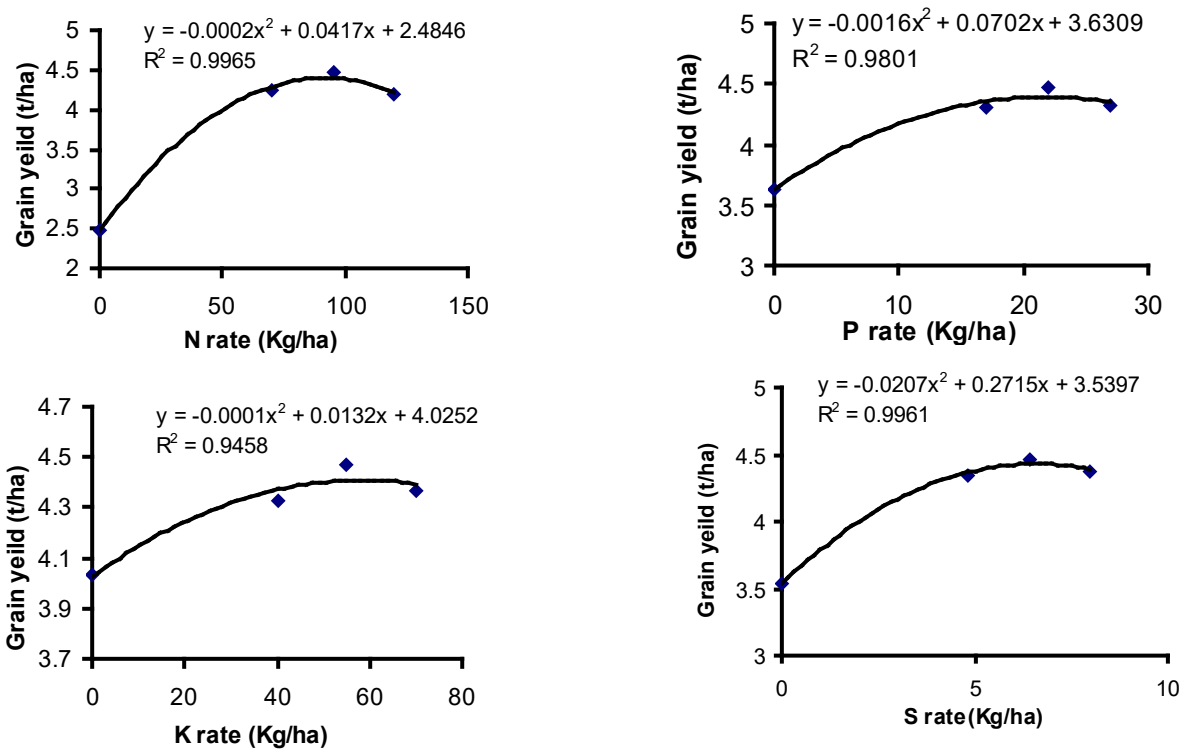 y = -0.0002x² + 0.0417x + 2.4846
R² = 0.9965
Grain yeild (t/ha)
5
4.5
4
3.5
3
2.5
2
0 50 100 150
N rate (Kg/ha)
y = -0.0016x² + 0.0702x + 3.6309
R² = 0.9801
Grain yield (t/ha)
5
4.5
4
3.5
3
0 10 20 30
P rate (Kg/ha)
y = -0.0001x² + 0.0132x + 4.0252
R² = 0.9458
Grain yeild (t/ha)
4.7
4.5
4.3
4.1
3.9
3.7
0 20 40 60 80
K rate (Kg/ha)
y = -0.0207x² + 0.2715x + 3.5397
R² = 0.9961
Grain yeild (t/ha)
5
4.5
4
3.5
3
0 5 10
S rate(Kg/ha)